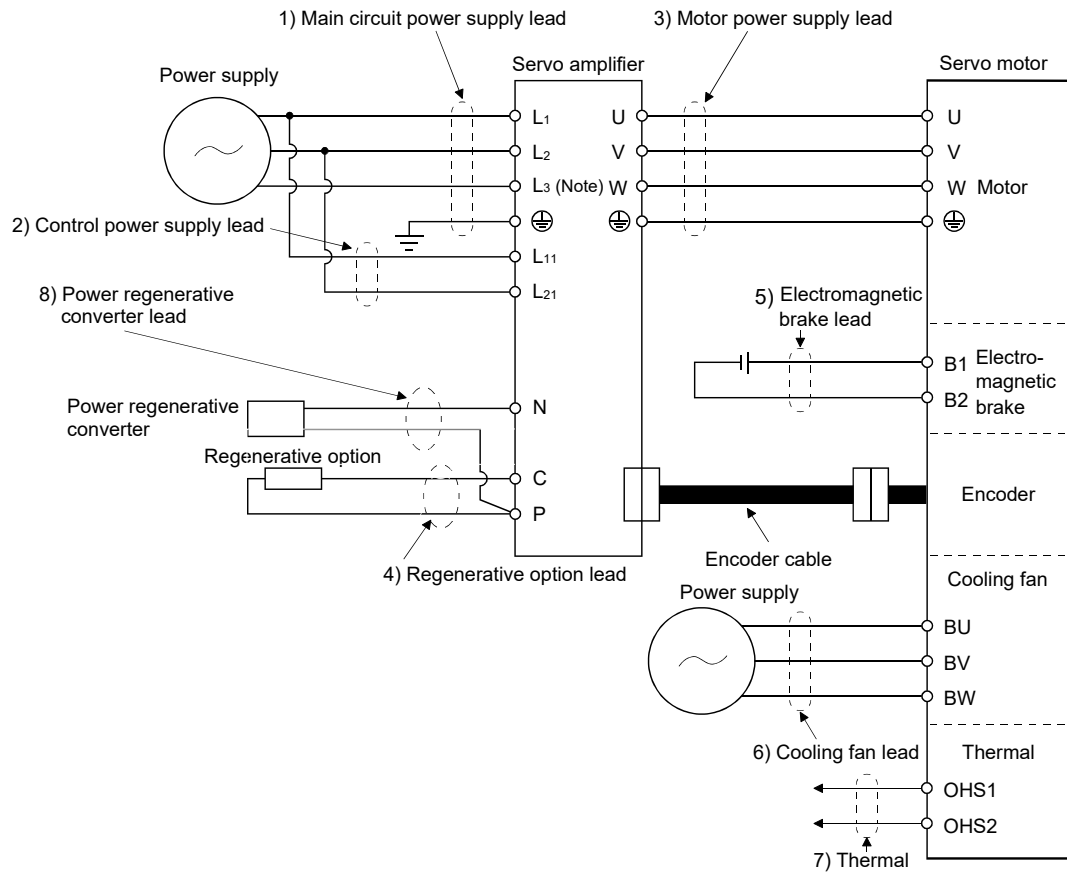 1) Main circuit power supply lead
3) Motor power supply lead
Power supply
Servo amplifier
Servo motor
L1
U
U
L2
V
V
L3 (Note)
W
W
Motor
2) Control power supply lead
L11
L21
8) Power regenerative
converter lead
5) Electromagnetic
brake lead
B1
B2
Electro-
magnetic
brake
Power regenerative
converter
N
Regenerative option
C
P
Encoder
4) Regenerative option lead
Encoder cable
Power supply
Cooling fan
BU
BV
BW
6) Cooling fan lead
Thermal
OHS1
OHS2
7) Thermal